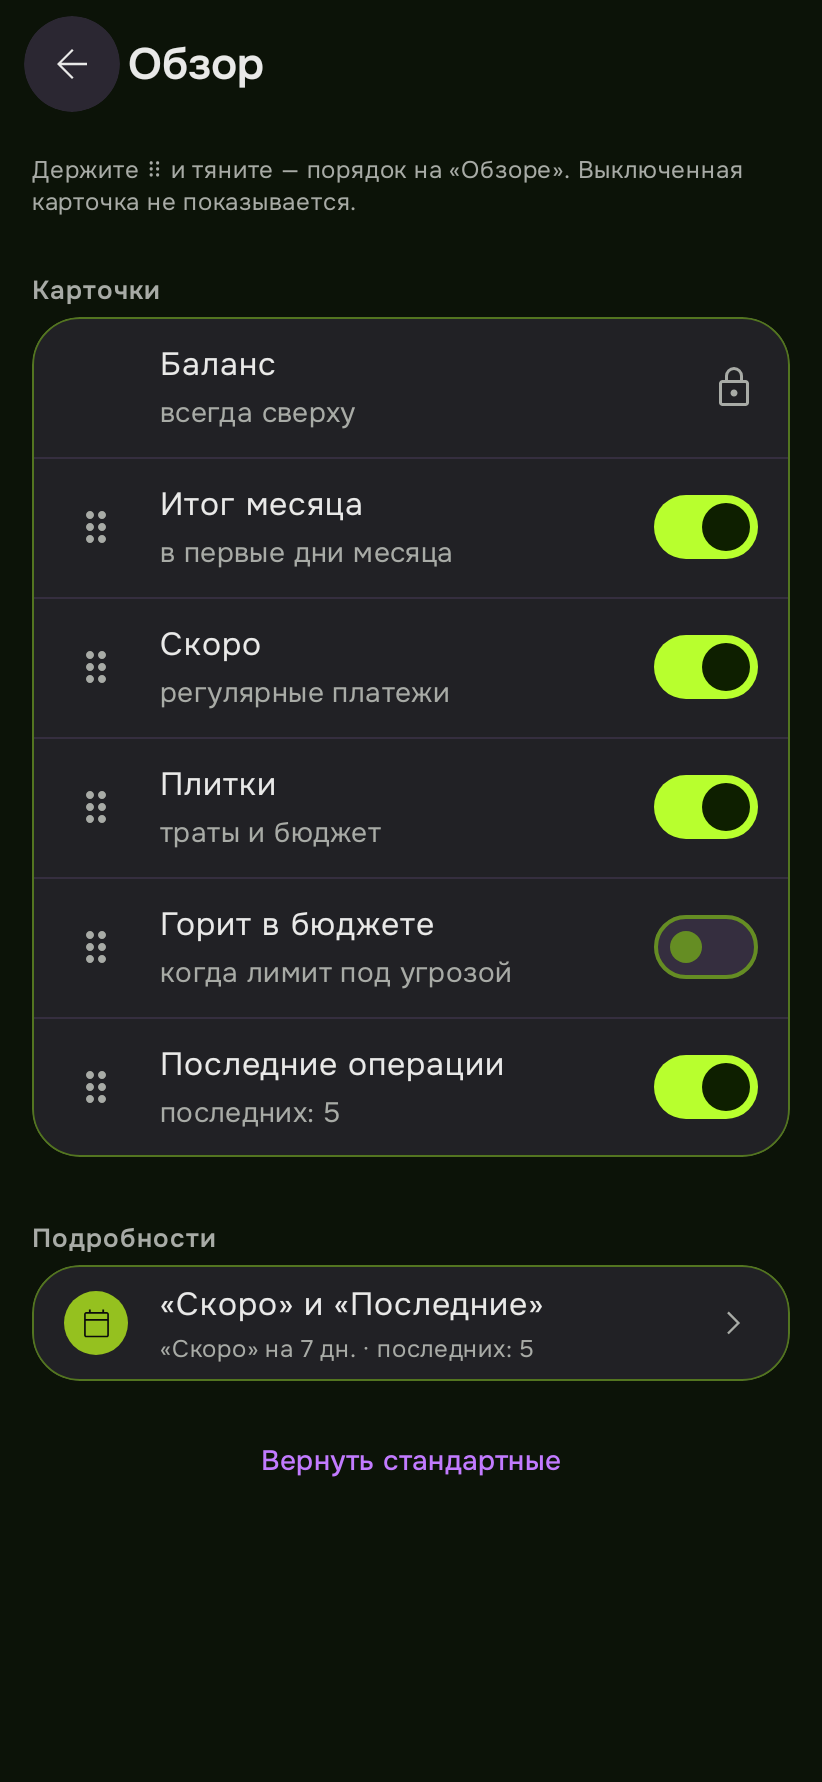 Обзор
Держите ⠿ и тяните — порядок на «Обзоре». Выключенная
карточка не показывается.
Карточки
Баланс
всегда сверху
Итог месяца
в первые дни месяца
Скоро
регулярные платежи
Плитки
траты и бюджет
Горит в бюджете
когда лимит под угрозой
Последние операции
последних: 5
Подробности
«Скоро» и «Последние»
«Скоро» на 7 дн. · последних: 5
Вернуть стандартные